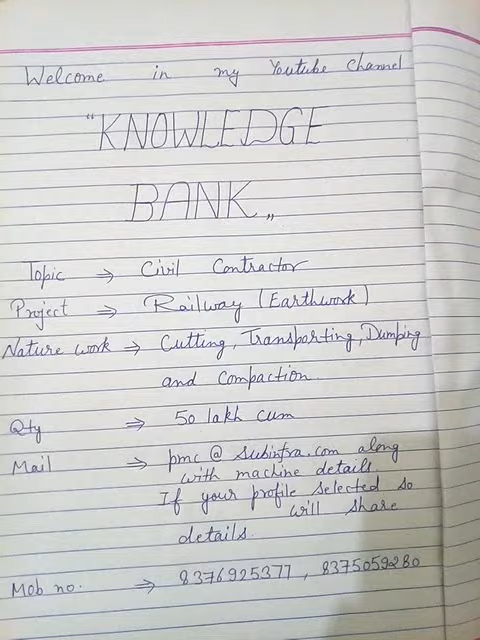 Welcome in my Youtube Channel
"KNOWLEDGE
BANK„
Topic ⇒ Civil Contractor
Project ⇒ Railway (Earthwork)
Nature work ⇒ Cutting, Transporting, Dumping
and Compaction
Qty ⇒ 50 lakh cum
Mail ⇒ pmc@subinfra.com along
with machine details.
If your profile selected so
will share
details.
Mob no. ⇒ 8376925377, 8375059280